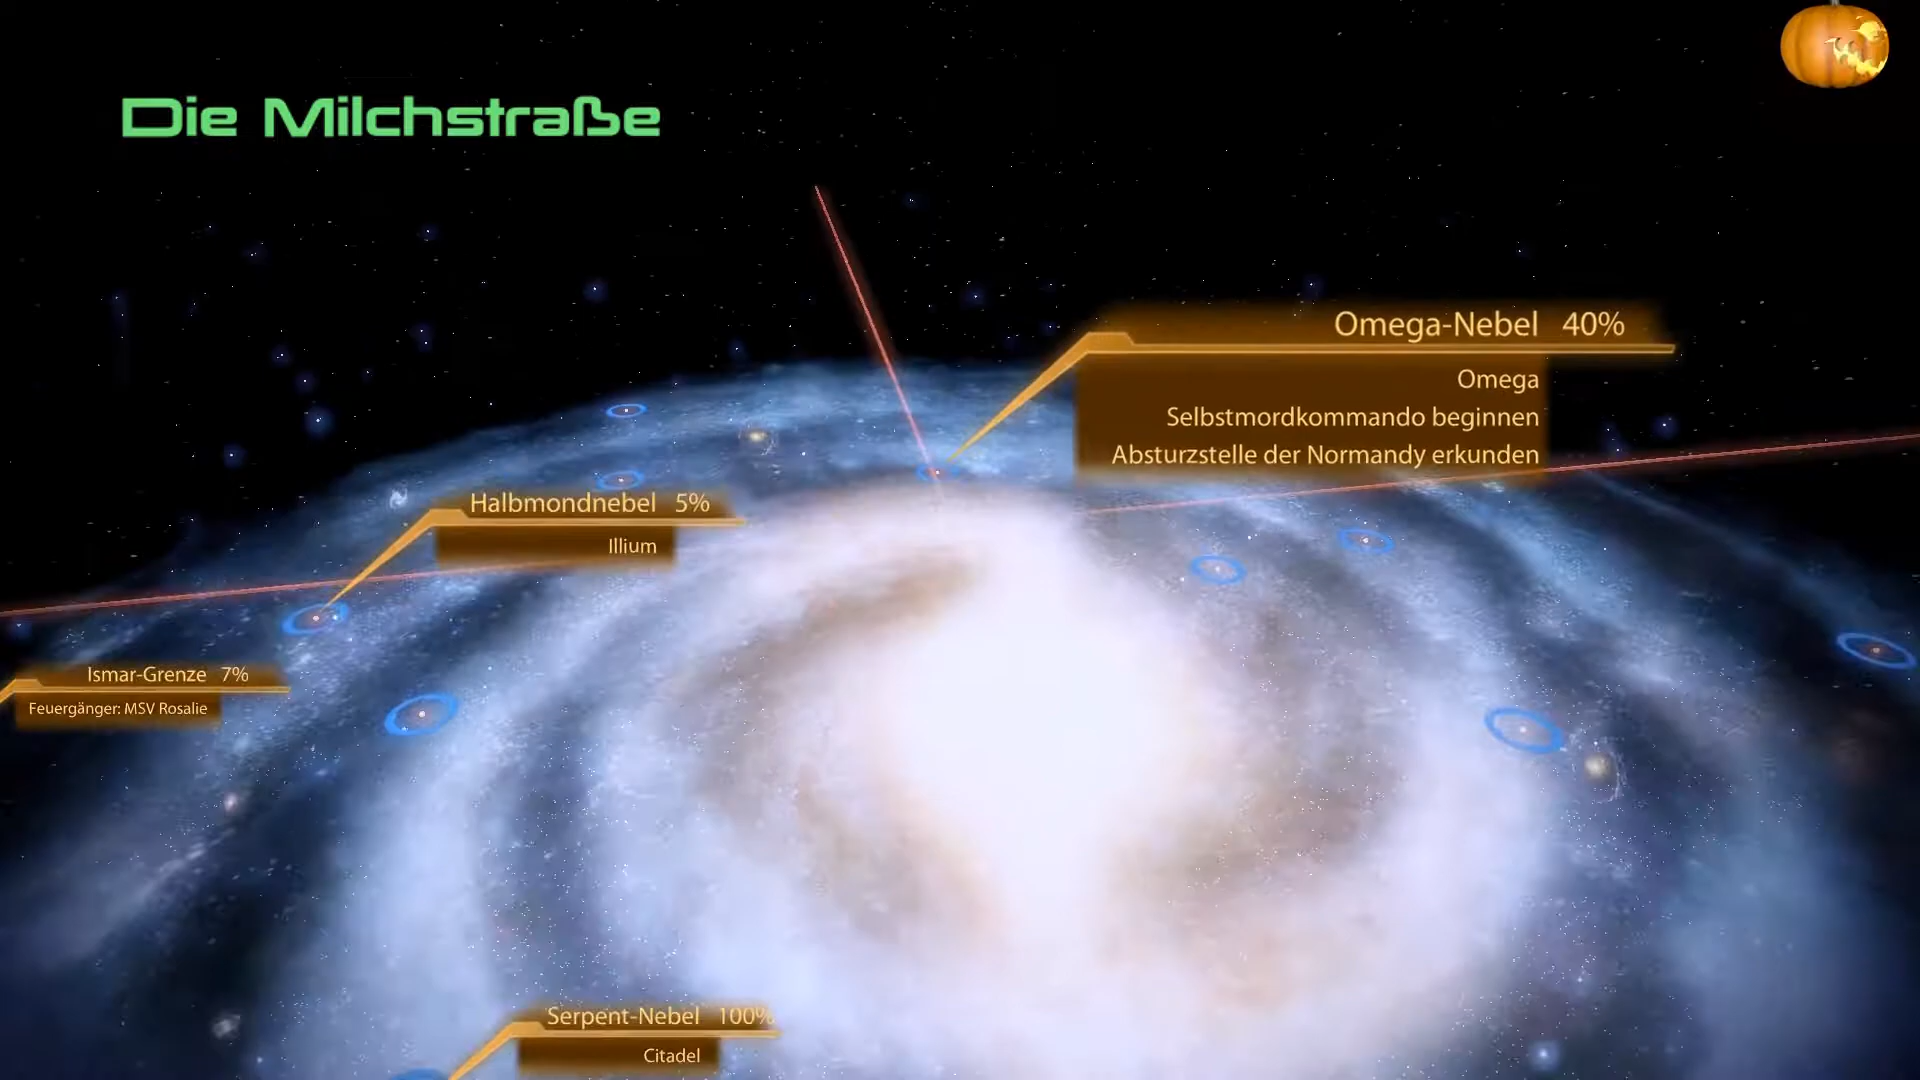 Die Milchstraße
Omega-Nebel 40%
Omega
Selbstmordkommando beginnen
Absturzstelle der Normandy erkunden
Halbmondnebel 5%
Illium
Ismar-Grenze 7%
Feuergänger: MSV Rosalie
Serpent-Nebel 100%
Citadel